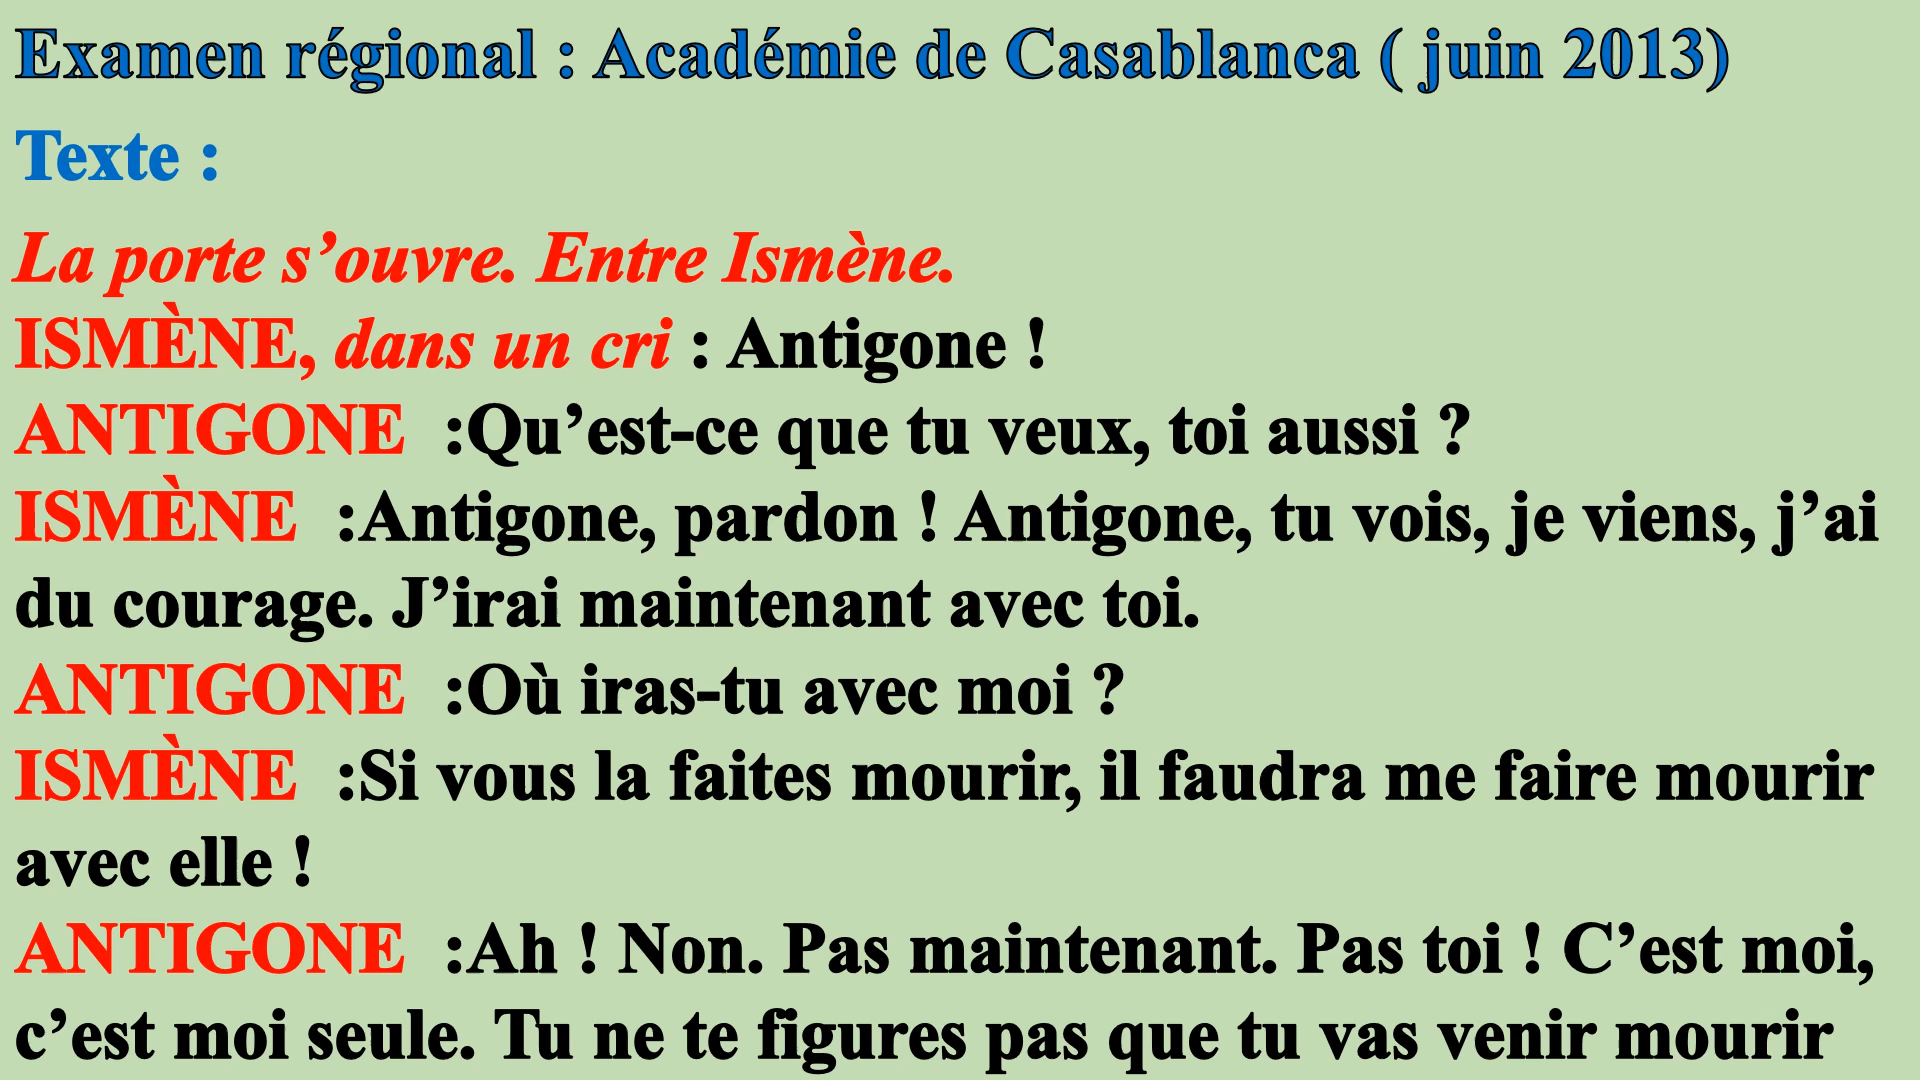 Examen régional : Académie de Casablanca ( juin 2013)
Texte :
La porte s’ouvre. Entre Ismène.
ISMÈNE, dans un cri : Antigone !
ANTIGONE  :Qu’est-ce que tu veux, toi aussi ?
ISMÈNE  :Antigone, pardon ! Antigone, tu vois, je viens, j’ai
du courage. J’irai maintenant avec toi.
ANTIGONE  :Où iras-tu avec moi ?
ISMÈNE  :Si vous la faites mourir, il faudra me faire mourir
avec elle !
ANTIGONE  :Ah ! Non. Pas maintenant. Pas toi ! C’est moi,
c’est moi seule. Tu ne te figures pas que tu vas venir mourir